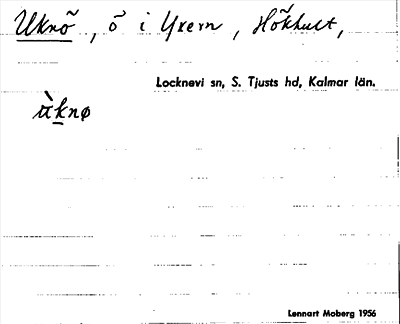 Uknö, ö i Yxern, Hökhult,
Locknevi sn, S. Tjusts hd, Kalmar län.
ùknø
Lennart Moberg 1956